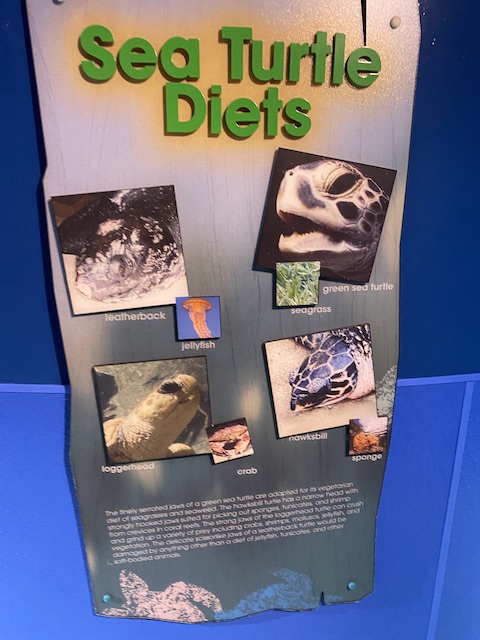 Sea Turtle
Diets
leatherback
jellyfish
green sea turtle
seagrass
loggerhead
crab
hawksbill
sponge
The finely serrated jaws of a green sea turtle are adapted for its vegetarian
diet of seagrasses and seaweed. The hawksbill turtle has a narrow head with
strongly hooked jaws suited for picking out sponges, tunicates, and shrimp
from crevices in coral reefs. The strong jaws of the loggerhead turtle can crush
and grind up a variety of prey including crabs, shrimps, molluscs, jellyfish, and
vegetation. The delicate scissorlike jaws of a leatherback turtle would be
damaged by anything other than a diet of jellyfish, tunicates, and other
soft-bodied animals.